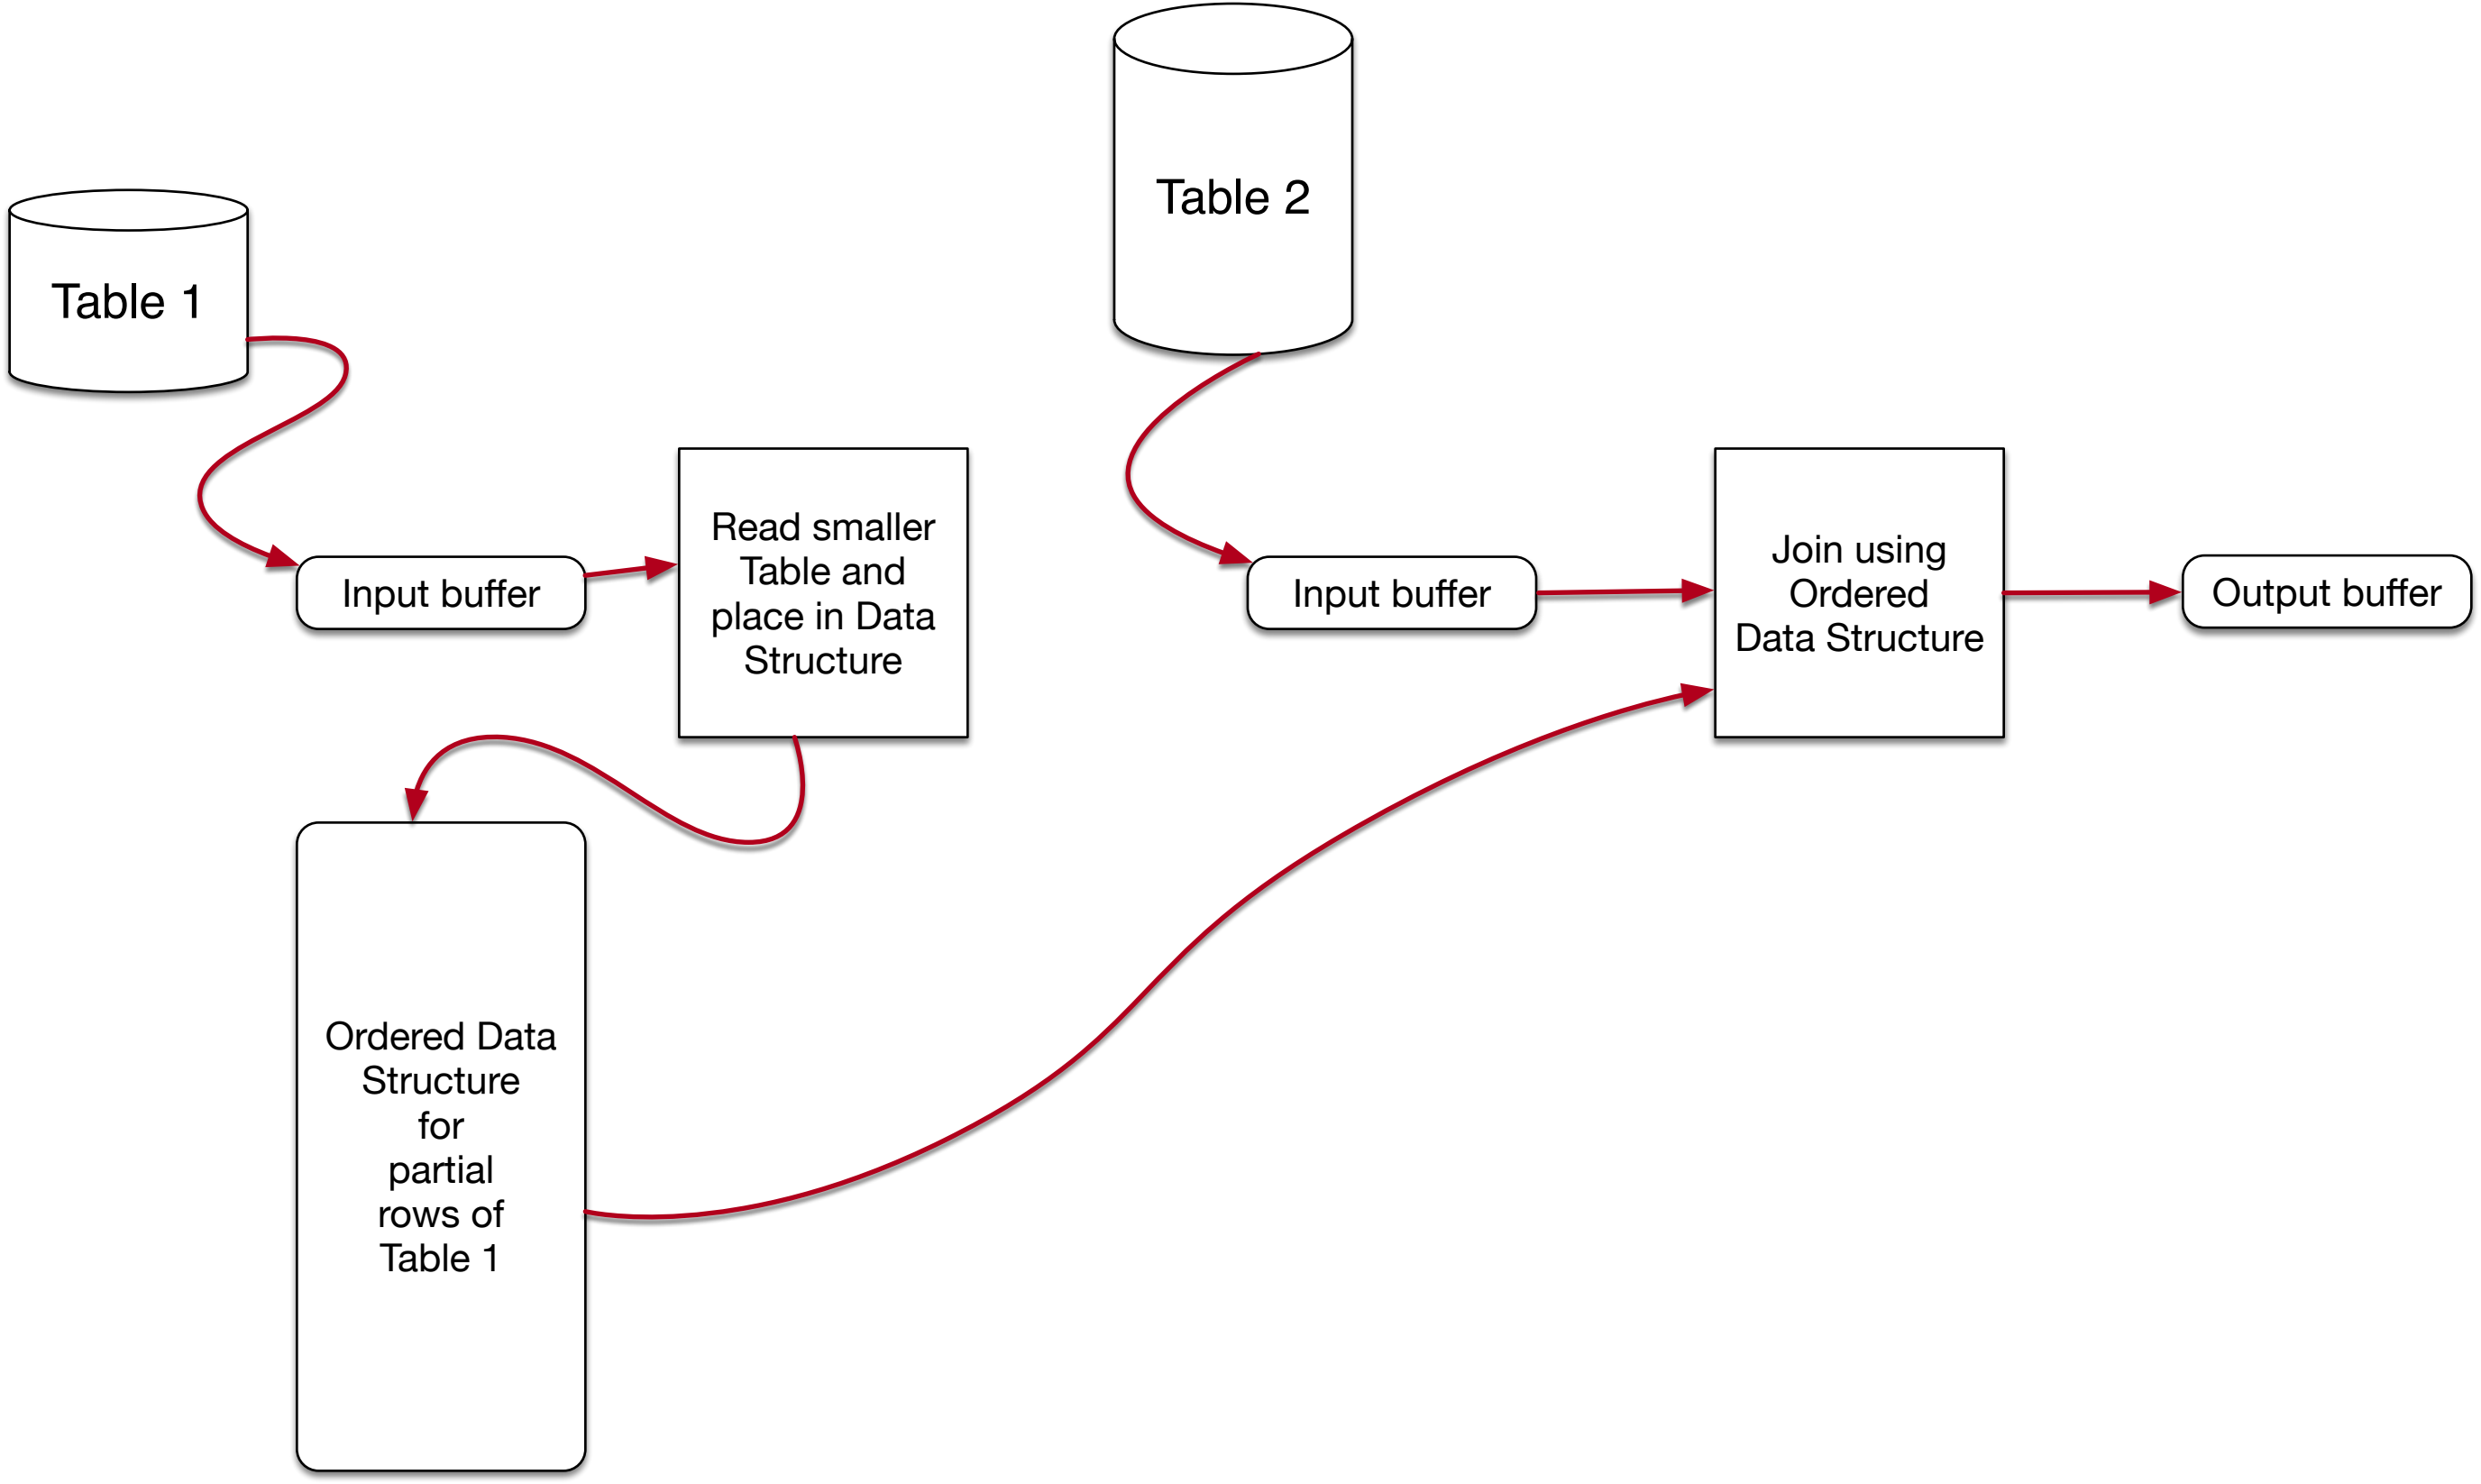 Table 1
Table 2
Input buffer
Read smaller
Table and
place in Data
Structure
Input buffer
Join using
Ordered
Data Structure
Output buffer
Ordered Data
Structure
for
partial
rows of
Table 1